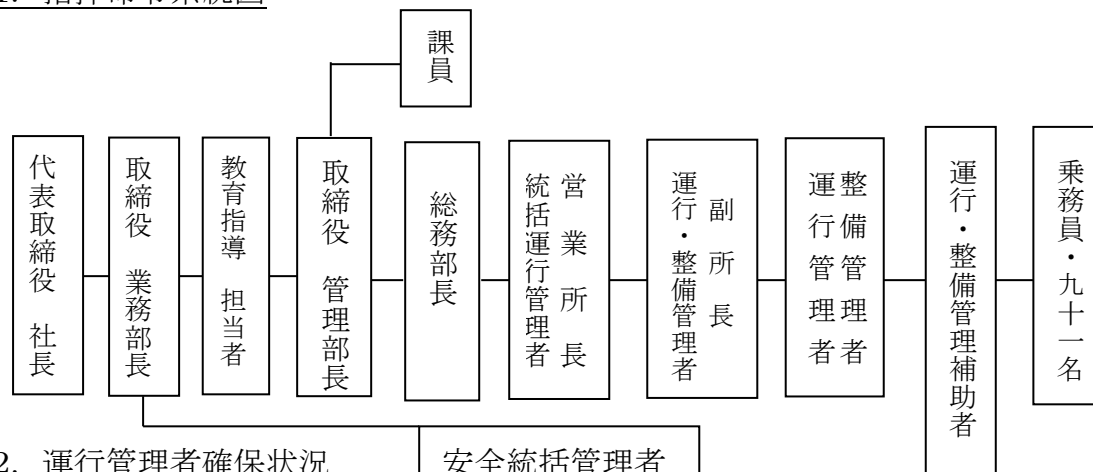 課員
代表取締役 社長
取締役 業務部長
教育指導 担当者
取締役 管理部長
総務部長
営業所長
統括運行管理者
副所長
運行・整備管理者
整備管理者
運行管理者
運行・整備管理補助者
乗務員・九十一名
2. 運行管理者確保状況
安全統括管理者